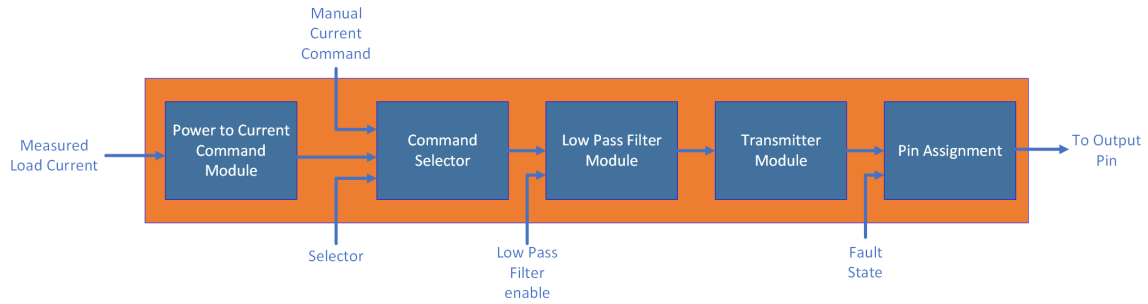 Manual
Current
Command
Measured
Load Current
Power to Current
Command
Module
Command
Selector
Low Pass Filter
Module
Transmitter
Module
Pin Assignment
To Output
Pin
Selector
Low Pass
Filter
enable
Fault
State